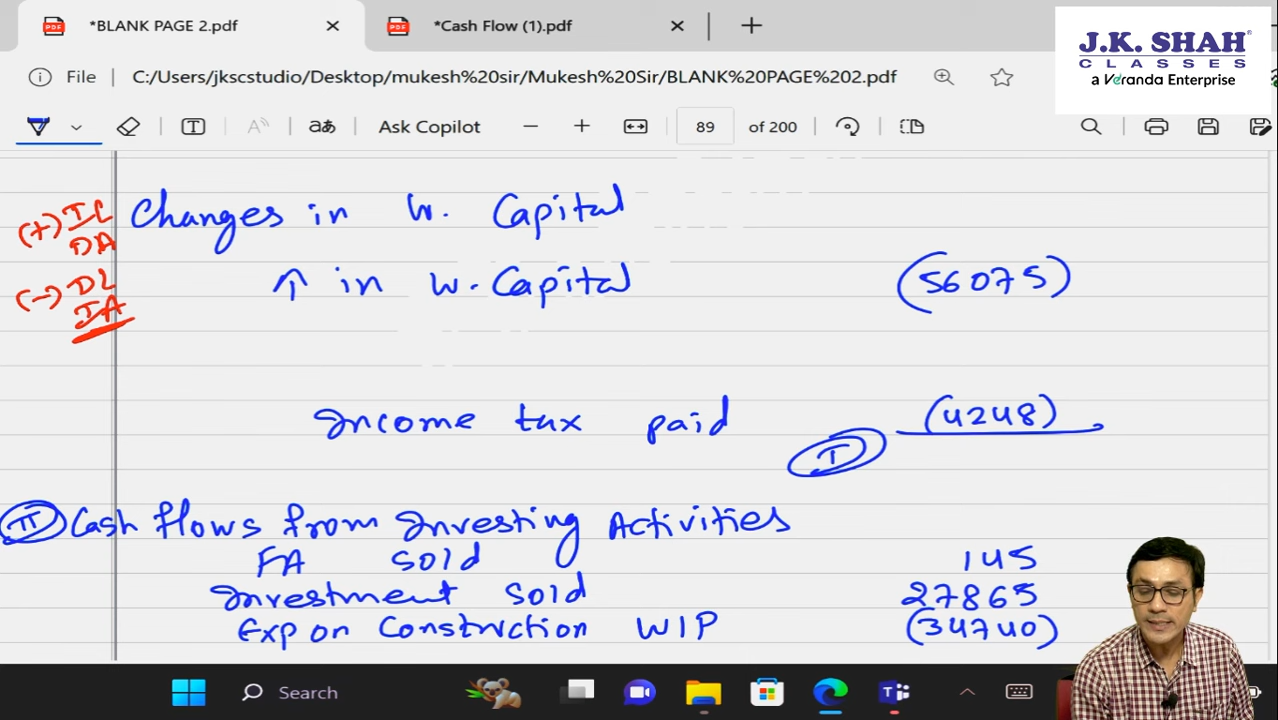 *BLANK PAGE 2.pdf
*Cash Flow (1).pdf
J.K. SHAH®
CLASSES
a Veranda Enterprise
File C:/Users/jkscstudio/Desktop/mukesh%20sir/Mukesh%20Sir/BLANK%20PAGE%202.pdf
aあ Ask Copilot 89 of 200
(+) IL
DA
(-) DL
IA
Changes in W. Capital
↑ in W. Capital (56075)
Income tax paid (4248)
I
II Cash flows from Investing Activities
FA Sold 145
Investment Sold 27865
Exp on Construction WIP (34740)
Search